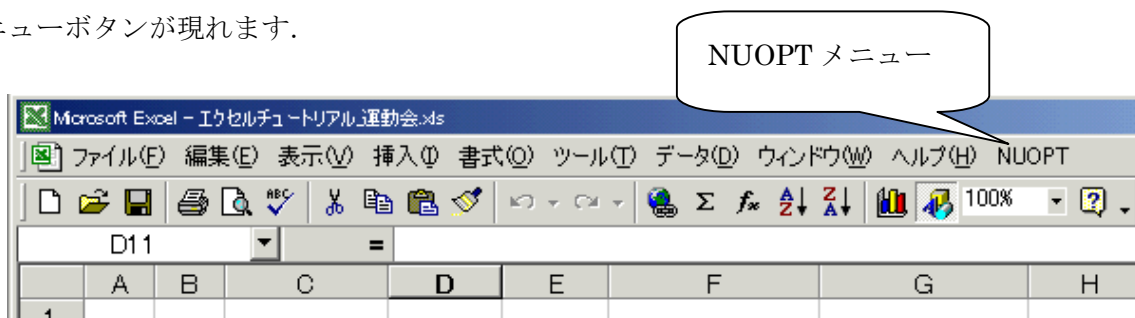 ニューボタンが現れます.
NUOPT メニュー
Microsoft Excel - エクセルチュートリアル_運動会.xls
ファイル(F) 編集(E) 表示(V) 挿入(I) 書式(O) ツール(T) データ(D) ウィンドウ(W) ヘルプ(H) NUOPT
ABC Σ fx A Z Z A 100% ?
D11 =
A B C D E F G H
1